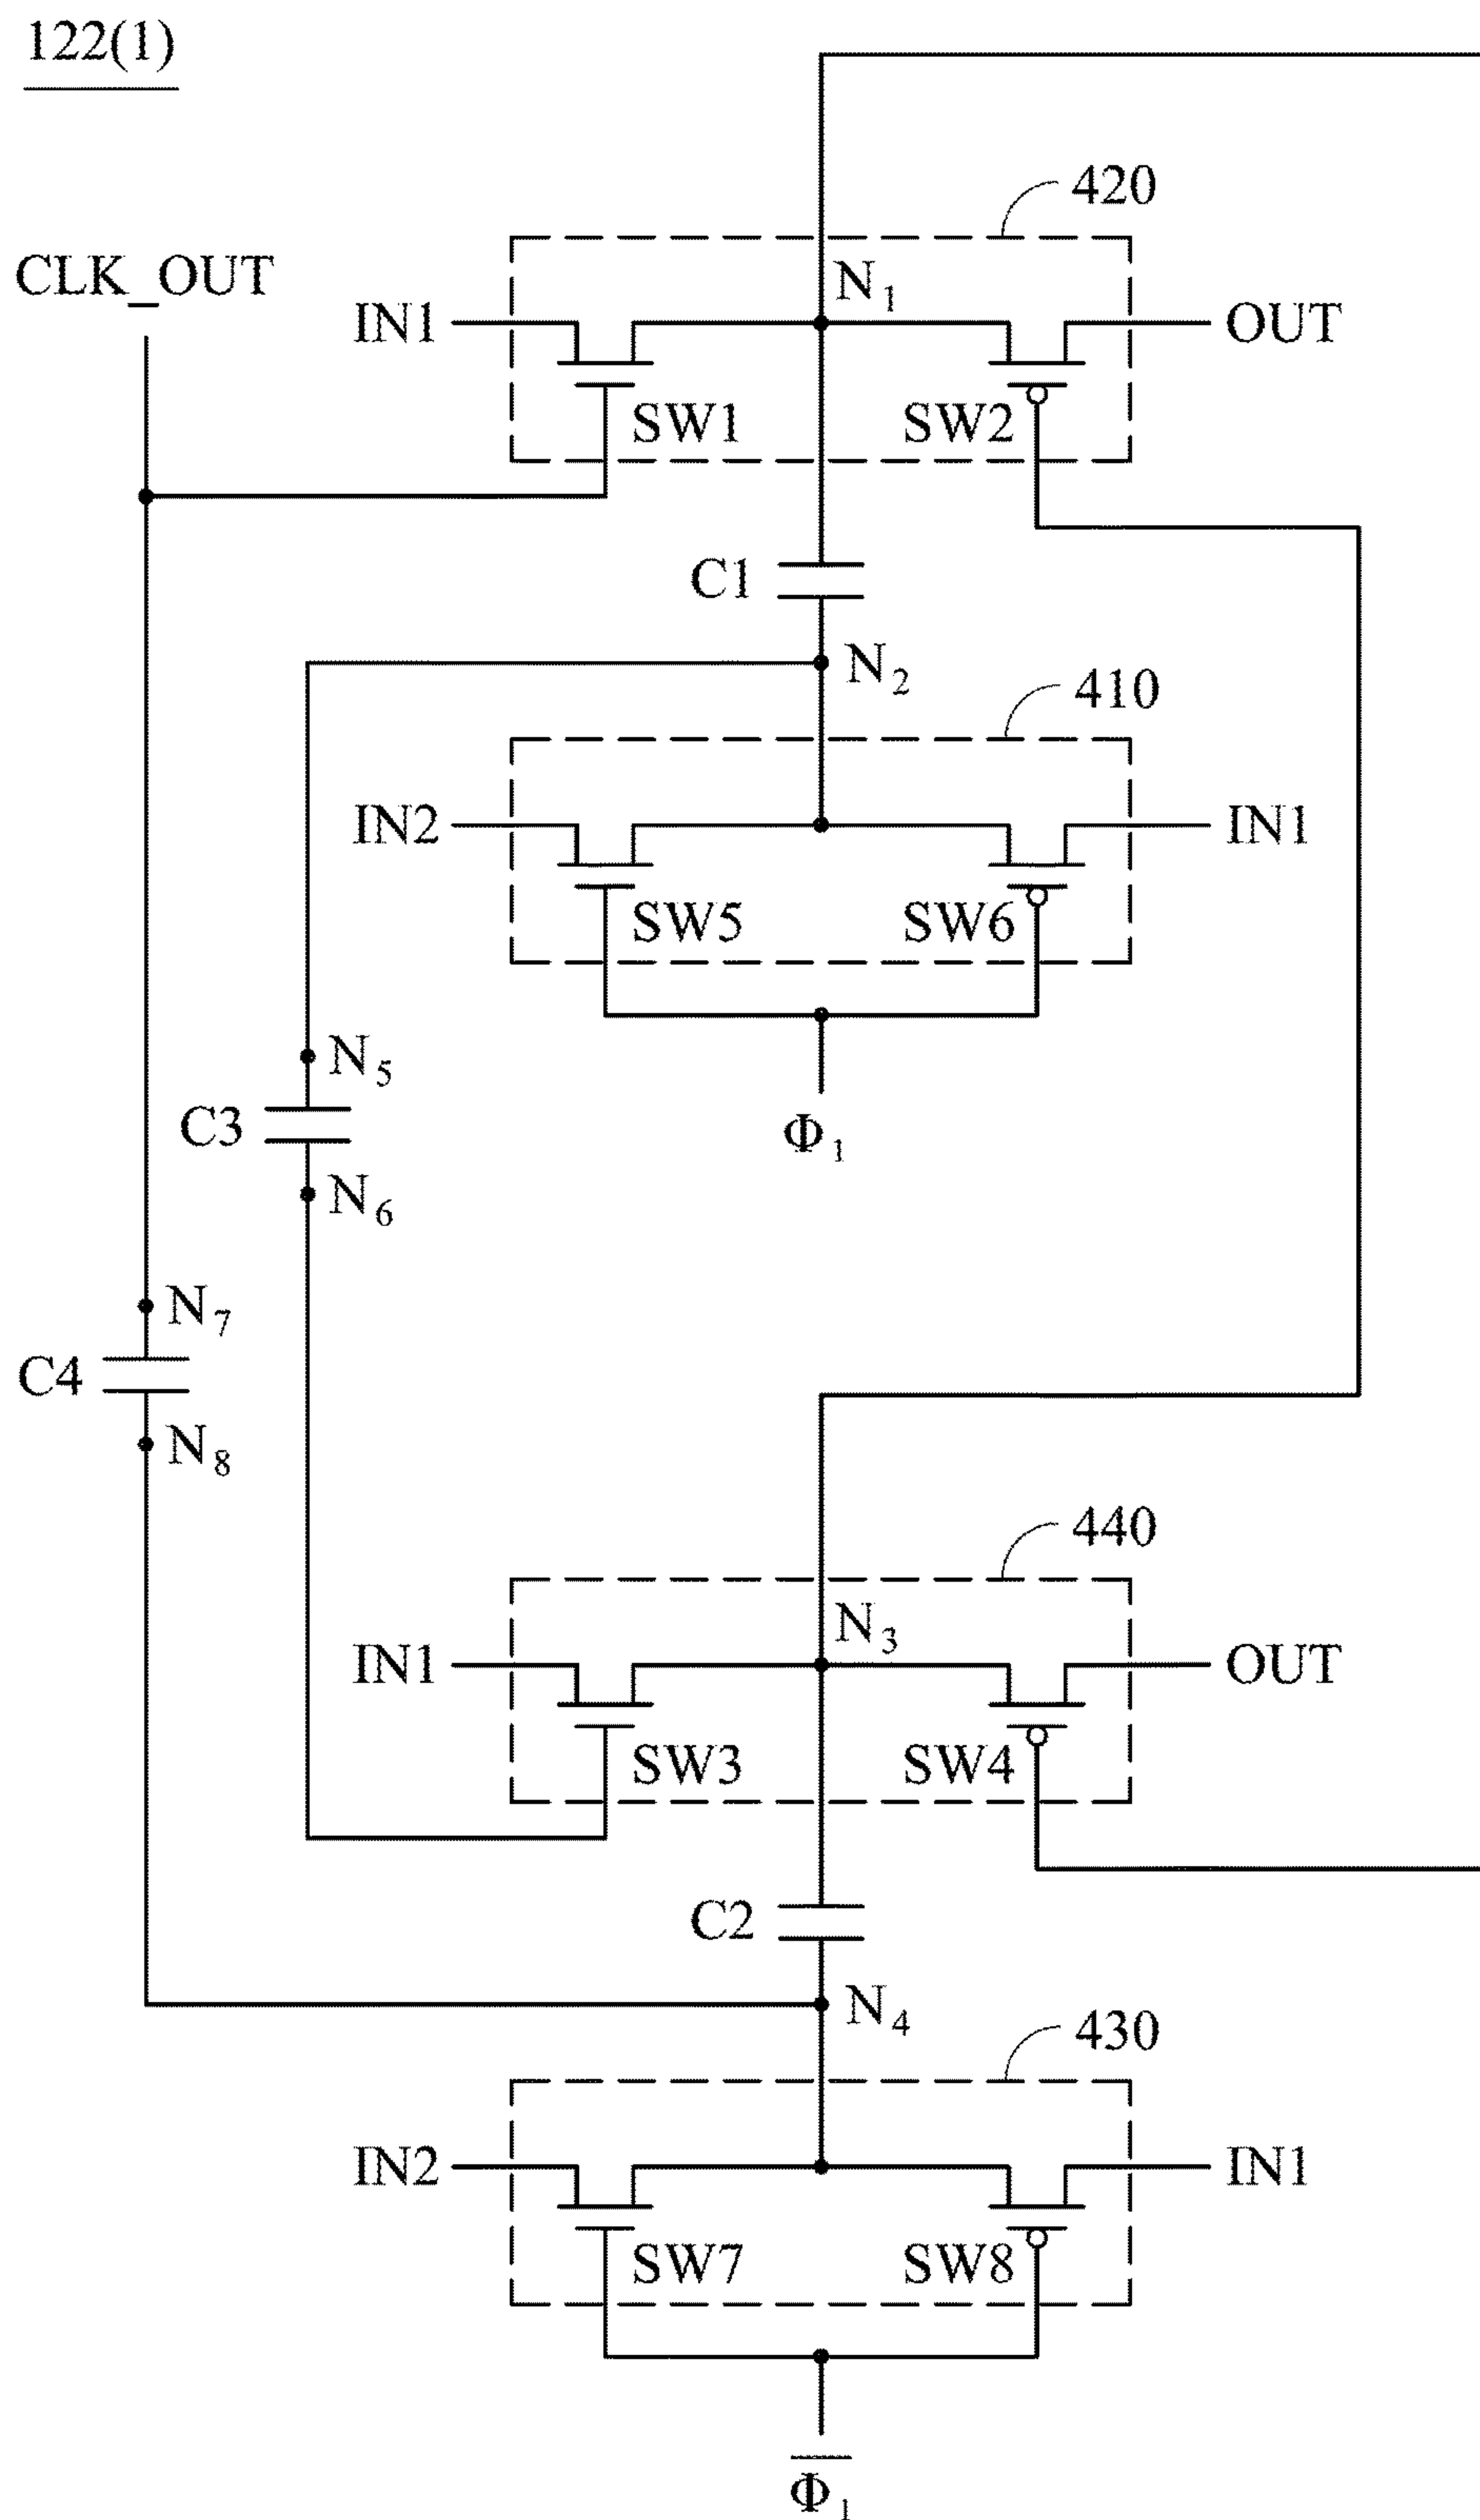 122(1)
420
CLK_OUT
N1
IN1
OUT
SW1
SW2
C1
N2
410
IN2
IN1
SW5
SW6
N5
C3
Φ1
N6
N7
C4
N8
440
N3
IN1
OUT
SW3
SW4
C2
N4
430
IN2
IN1
SW7
SW8
Φ̅1